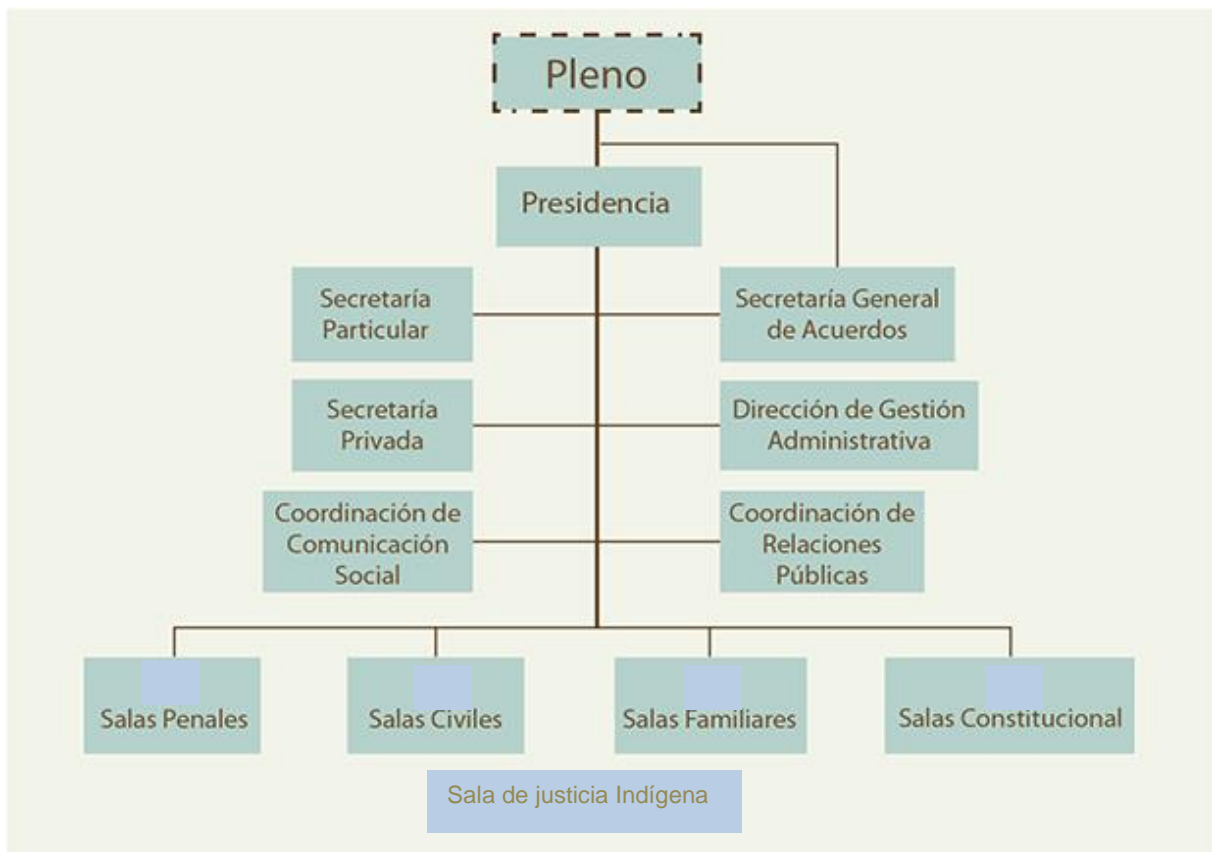 Pleno
Presidencia
Secretaría
Particular
Secretaría General
de Acuerdos
Secretaría
Privada
Dirección de Gestión
Administrativa
Coordinación de
Comunicación
Social
Coordinación de
Relaciones
Públicas
Salas Penales
Salas Civiles
Salas Familiares
Salas Constitucional
Sala de justicia Indígena